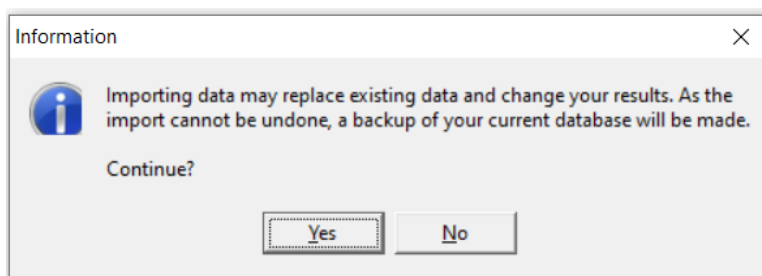 Information
Importing data may replace existing data and change your results. As the
import cannot be undone, a backup of your current database will be made.
Continue?
Yes
No